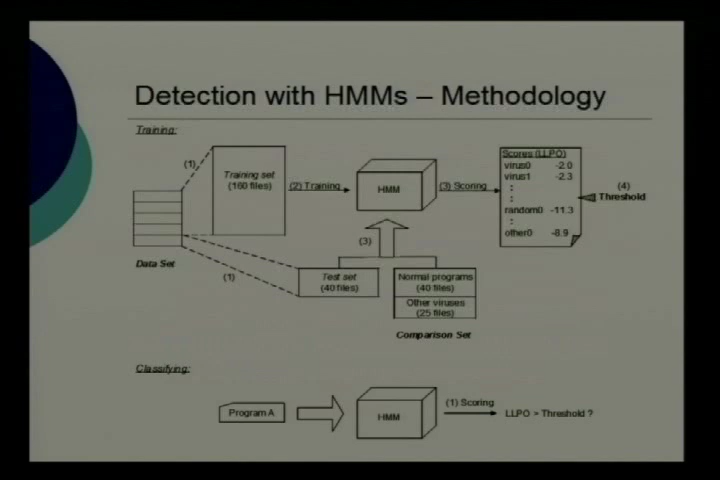 Detection with HMMs – Methodology
Training:
(1)
Training set
(160 files)
(2) Training
HMM
(3) Scoring
Scores (LLPO)
virus0 -2.0
virus1 -2.3
:
:
random0 -11.3
:
other0 -8.9
(4)
Threshold
Data Set
(1)
(3)
Test set
(40 files)
Normal programs
(40 files)
Other viruses
(25 files)
Comparison Set
Classifying:
Program A
HMM
(1) Scoring
LLPO > Threshold ?